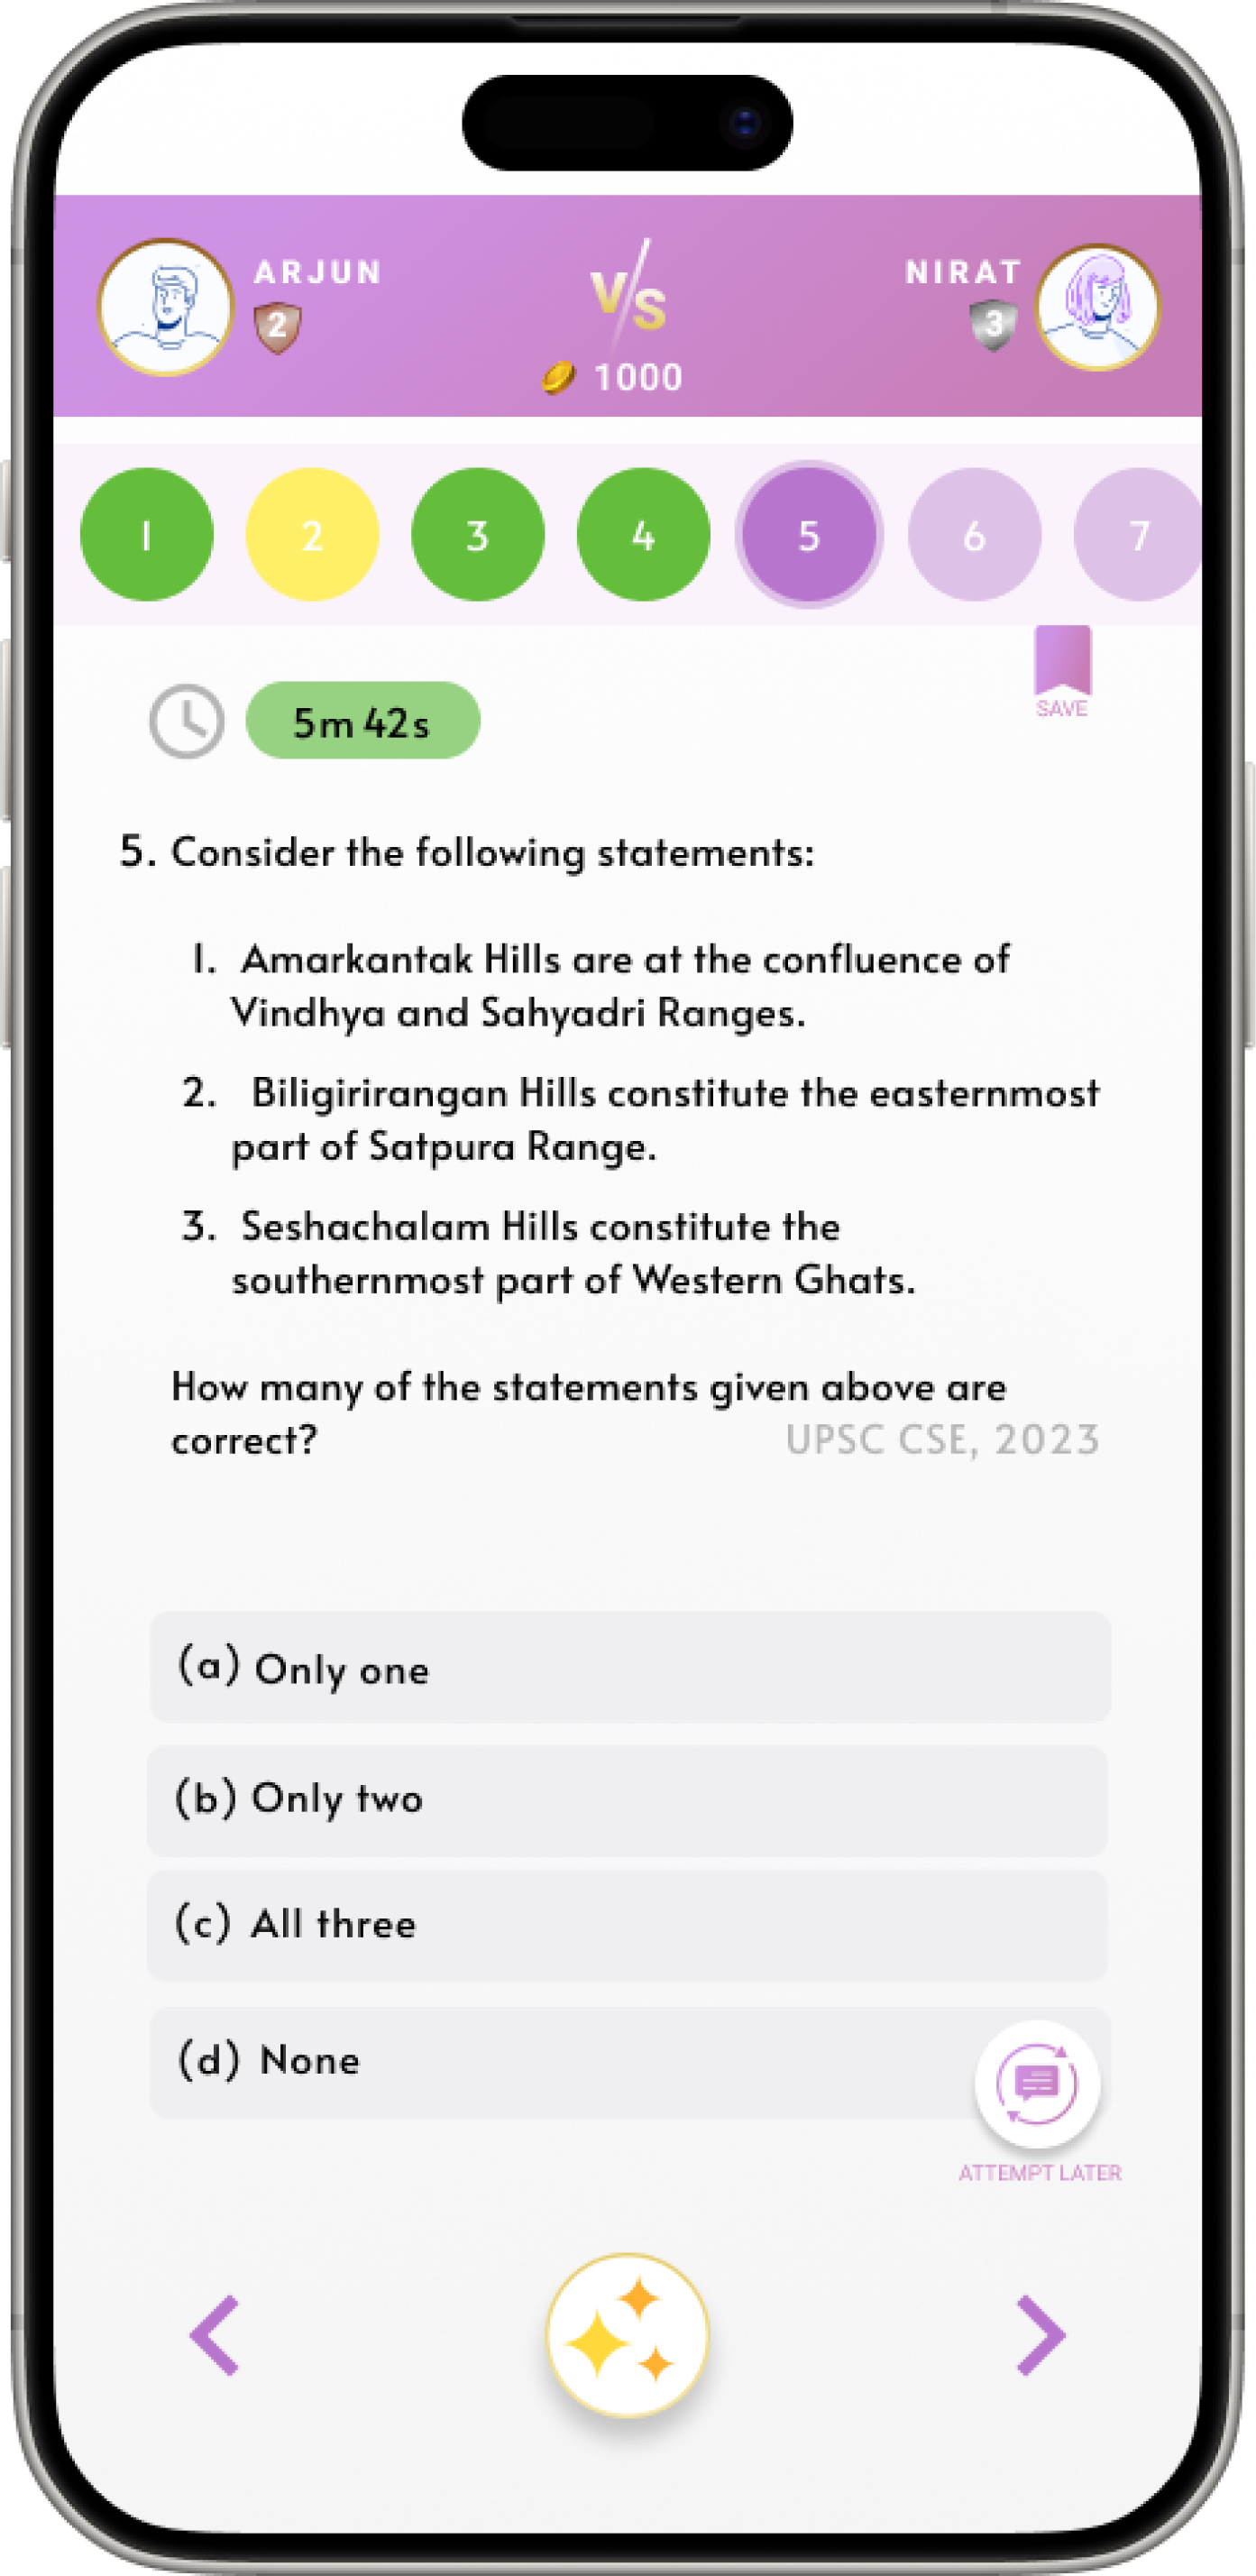 ARJUN
2
V/S
NIRAT
3
1000
1 2 3 4 5 6 7
SAVE
5m 42s
5. Consider the following statements:
1. Amarkantak Hills are at the confluence of
Vindhya and Sahyadri Ranges.
2. Biligirirangan Hills constitute the easternmost
part of Satpura Range.
3. Seshachalam Hills constitute the
southernmost part of Western Ghats.
How many of the statements given above are
correct? UPSC CSE, 2023
(a) Only one
(b) Only two
(c) All three
(d) None
ATTEMPT LATER